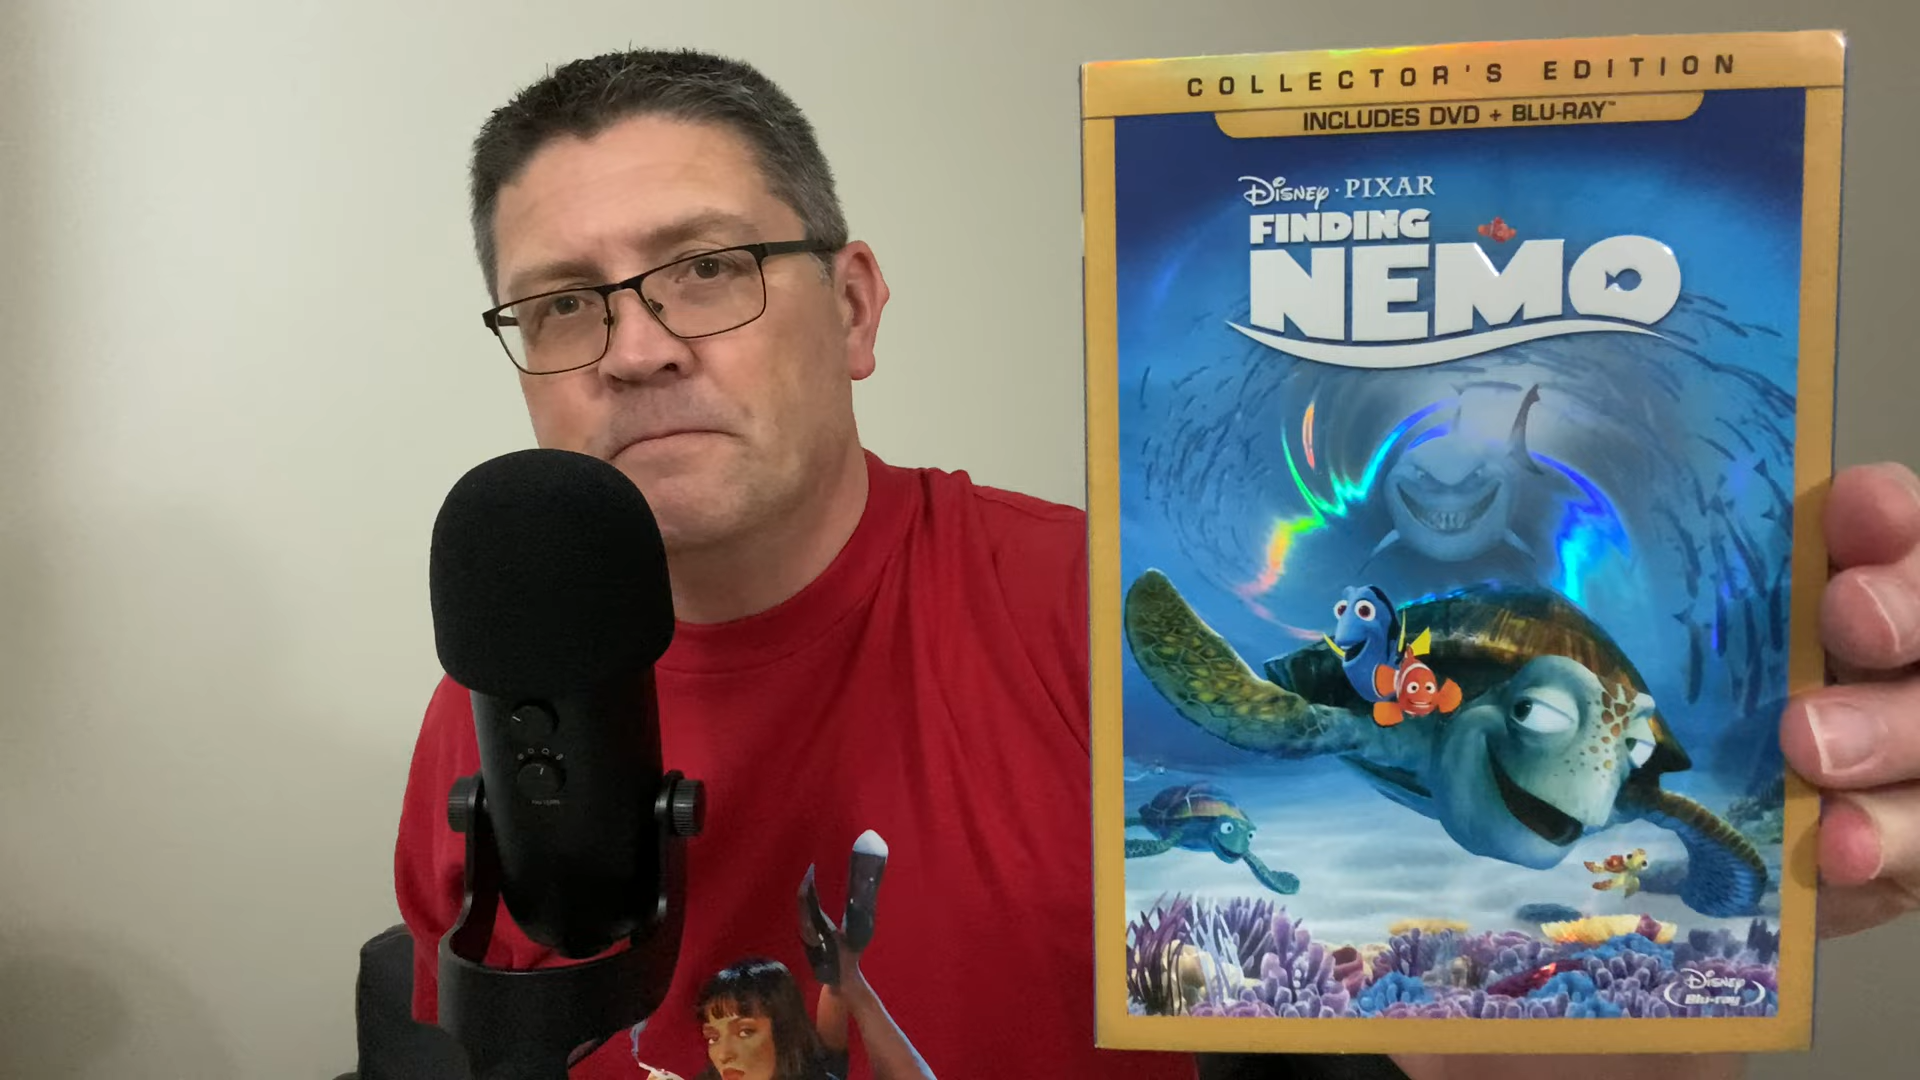 COLLECTOR'S EDITION
INCLUDES DVD + BLU-RAY™
Disney · PIXAR
FINDING
NEMO
Disney
Blu-ray